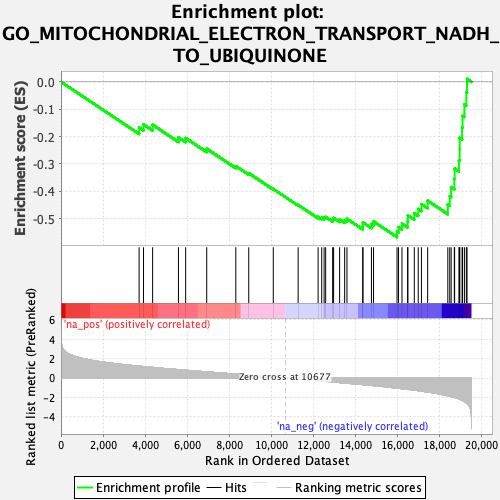 Enrichment plot:
GO_MITOCHONDRIAL_ELECTRON_TRANSPORT_NADH_
TO_UBIQUINONE
Enrichment score (ES)
0.0
-0.1
-0.2
-0.3
-0.4
-0.5
'na_pos' (positively correlated)
Ranked list metric (PreRanked)
6
4
2
0
-2
-4
Zero cross at 10677
'na_neg' (negatively correlated)
0
2,000
4,000
6,000
8,000
10,000
12,000
14,000
16,000
18,000
20,000
Rank in Ordered Dataset
Enrichment profile
Hits
Ranking metric scores